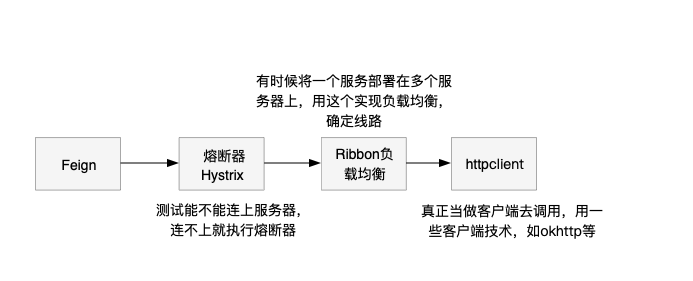 有时候将一个服务部署在多个服
务器上，用这个实现负载均衡，
确定线路
Feign
熔断器
Hystrix
Ribbon负
载均衡
httpclient
测试能不能连上服务器，
连不上就执行熔断器
真正当做客户端去调用，用一
些客户端技术，如okhttp等